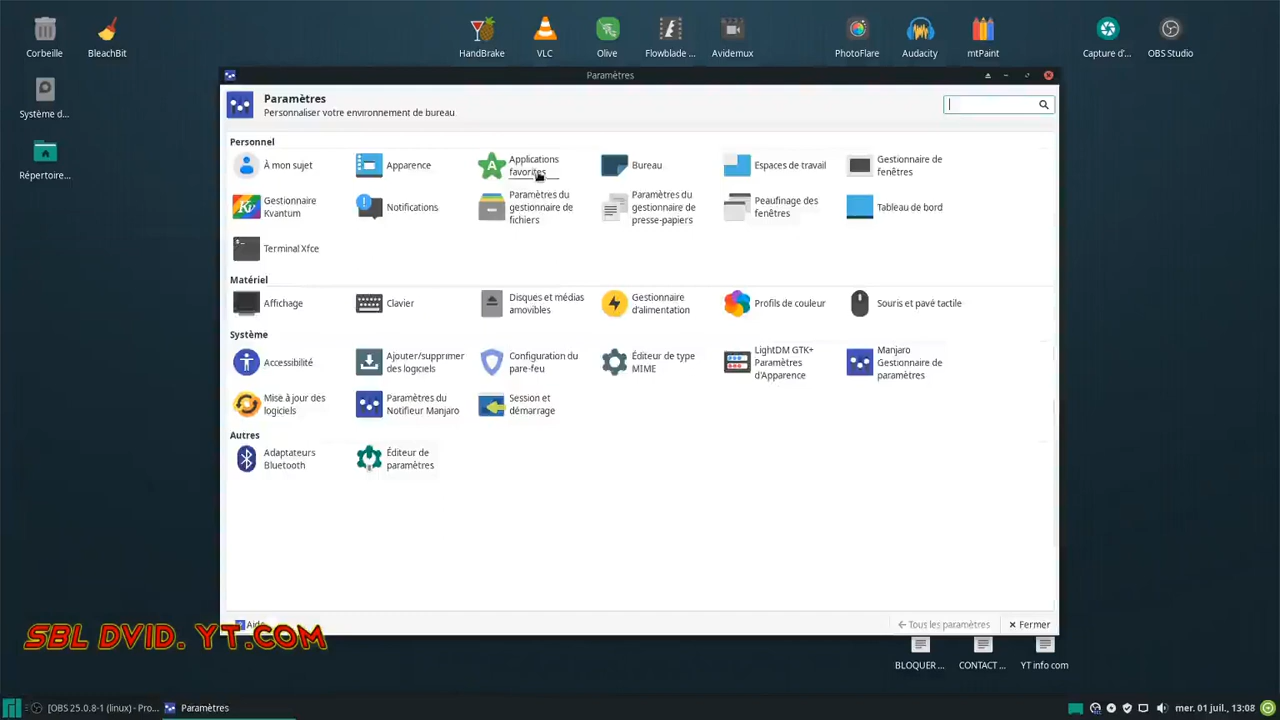 Corbeille
BleachBit
HandBrake
VLC
Olive
Flowblade ...
Avidemux
PhotoFlare
Audacity
mtPaint
Capture d'...
OBS Studio
Système d...
Répertoire...
Paramètres
Paramètres
Personnaliser votre environnement de bureau
Personnel
À mon sujet
Apparence
Applications
favorites
Bureau
Espaces de travail
Gestionnaire de
fenêtres
Gestionnaire
Kvantum
Notifications
Paramètres du
gestionnaire de
fichiers
Paramètres du
gestionnaire de
presse-papiers
Peaufinage des
fenêtres
Tableau de bord
Terminal Xfce
Matériel
Affichage
Clavier
Disques et médias
amovibles
Gestionnaire
d'alimentation
Profils de couleur
Souris et pavé tactile
Système
Accessibilité
Ajouter/supprimer
des logiciels
Configuration du
pare-feu
Éditeur de type
MIME
LightDM GTK+
Paramètres
d'Apparence
Manjaro
Gestionnaire de
paramètres
Mise à jour des
logiciels
Paramètres du
Notifieur Manjaro
Session et
démarrage
Autres
Adaptateurs
Bluetooth
Éditeur de
paramètres
Aide
Tous les paramètres
Fermer
SBL DVID. YT.COM
BLOQUER ...
CONTACT ...
YT info com
[OBS 25.0.8-1 (linux) - Pro...
Paramètres
mer. 01 juil., 13:08